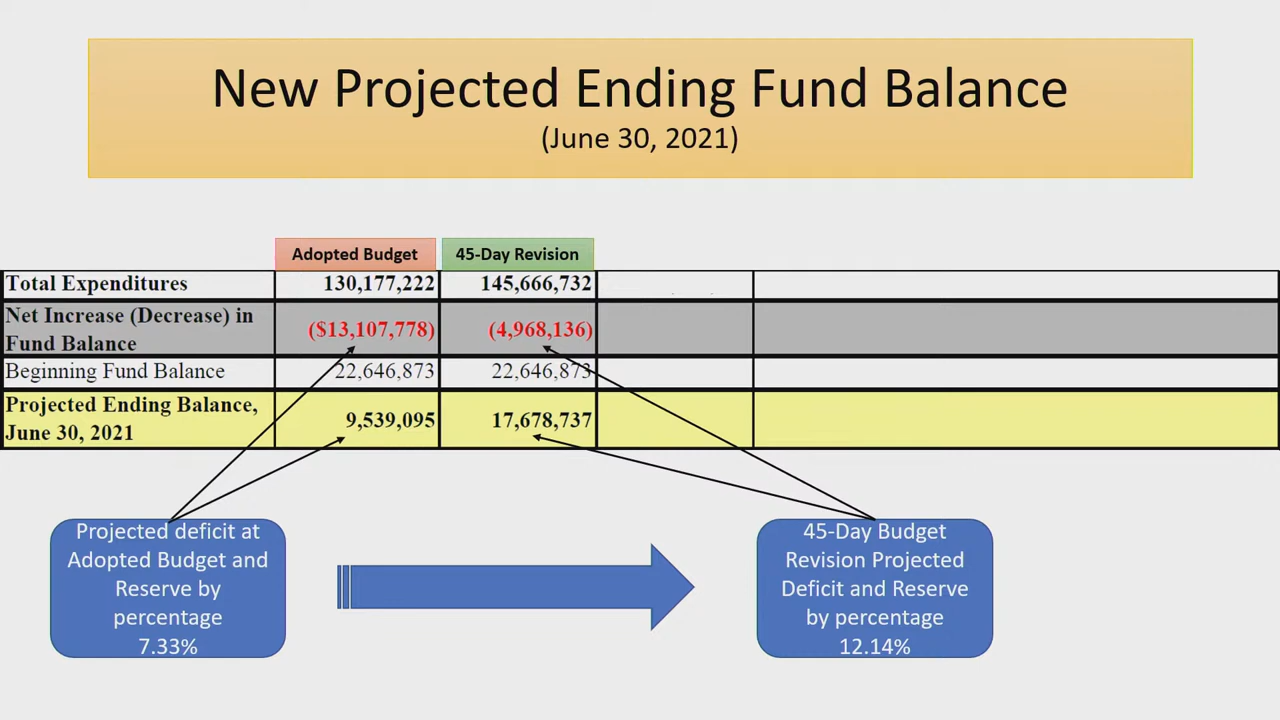 New Projected Ending Fund Balance
(June 30, 2021)
Adopted Budget 45-Day Revision
Total Expenditures 130,177,222 145,666,732
Net Increase (Decrease) in
Fund Balance ($13,107,778) (4,968,136)
Beginning Fund Balance 22,646,873 22,646,873
Projected Ending Balance,
June 30, 2021 9,539,095 17,678,737
Projected deficit at
Adopted Budget and
Reserve by
percentage
7.33%
45-Day Budget
Revision Projected
Deficit and Reserve
by percentage
12.14%